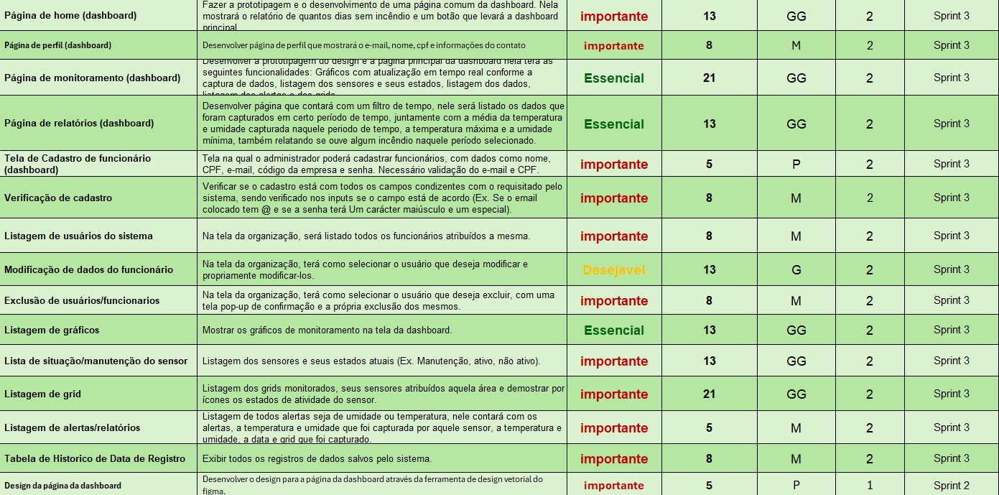 Página de home (dashboard)
Fazer a prototipagem e o desenvolvimento de uma página comum da dashboard. Nela
mostrará o relatório de quantos dias sem incêndio e um botão que levará a dashboard
principal.
importante
13
GG
2
Sprint 3
Página de perfil (dashboard)
Desenvolver página de perfil que mostrará o e-mail, nome, cpf e informações do contato
importante
8
M
2
Sprint 3
Página de monitoramento (dashboard)
Desenvolver a prototipagem do design e a página principal da dashboard nela terá as
seguintes funcionalidades: Gráficos com atualização em tempo real conforme a
captura de dados, listagem dos sensores e seus estados, listagem dos dados,
listagem dos alertas e dos grids.
Essencial
21
GG
2
Sprint 3
Página de relatórios (dashboard)
Desenvolver página que contará com um filtro de tempo, nele será listado os dados que
foram capturados em certo período de tempo, juntamente com a média da temperatura
e umidade capturada naquele periodo de tempo, a temperatura máxima e a umidade
mínima, também relatando se ouve algum incêndio naquele período selecionado.
Essencial
13
GG
2
Sprint 3
Tela de Cadastro de funcionário
(dashboard)
Tela na qual o administrador poderá cadastrar funcionários, com dados como nome,
CPF, e-mail, código da empresa e senha. Necessário validação do e-mail e CPF.
importante
5
P
2
Sprint 3
Verificação de cadastro
Verificar se o cadastro está com todos os campos condizentes com o requisitado pelo
sistema, sendo verificado nos inputs se o campo está de acordo (Ex. Se o email
colocado tem @ e se a senha terá Um carácter maiúsculo e um especial).
importante
8
M
2
Sprint 3
Listagem de usuários do sistema
Na tela da organização, será listado todos os funcionários atribuídos a mesma.
importante
8
M
2
Sprint 3
Modificação de dados do funcionário
Na tela da organização, terá como selecionar o usuário que deseja modificar e
propriamente modificar-los.
Desejavel
13
G
2
Sprint 3
Exclusão de usuários/funcionarios
Na tela da organização, terá como selecionar o usuário que deseja excluir, com uma
tela pop-up de confirmação e a própria exclusão dos mesmos.
importante
8
M
2
Sprint 3
Listagem de gráficos
Mostrar os gráficos de monitoramento na tela da dashboard.
Essencial
13
GG
2
Sprint 3
Lista de situação/manutenção do sensor
Listagem dos sensores e seus estados atuais (Ex. Manutenção, ativo, não ativo).
importante
13
GG
2
Sprint 3
Listagem de grid
Listagem dos grids monitorados, seus sensores atribuídos aquela área e demostrar por
ícones os estados de atividade do sensor.
importante
21
GG
2
Sprint 3
Listagem de alertas/relatórios
Listagem de todos alertas seja de umidade ou temperatura, nele contará com os
alertas, a temperatura e umidade que foi capturada por aquele sensor, a temperatura e
umidade, a data e grid que foi capturado.
importante
5
M
2
Sprint 3
Tabela de Historico de Data de Registro
Exibir todos os registros de dados salvos pelo sistema.
importante
8
M
2
Sprint 3
Design da página da dashboard
Desenvolver o design para a página da dashboard através da ferramenta de design vetorial do
figma.
importante
5
P
1
Sprint 2